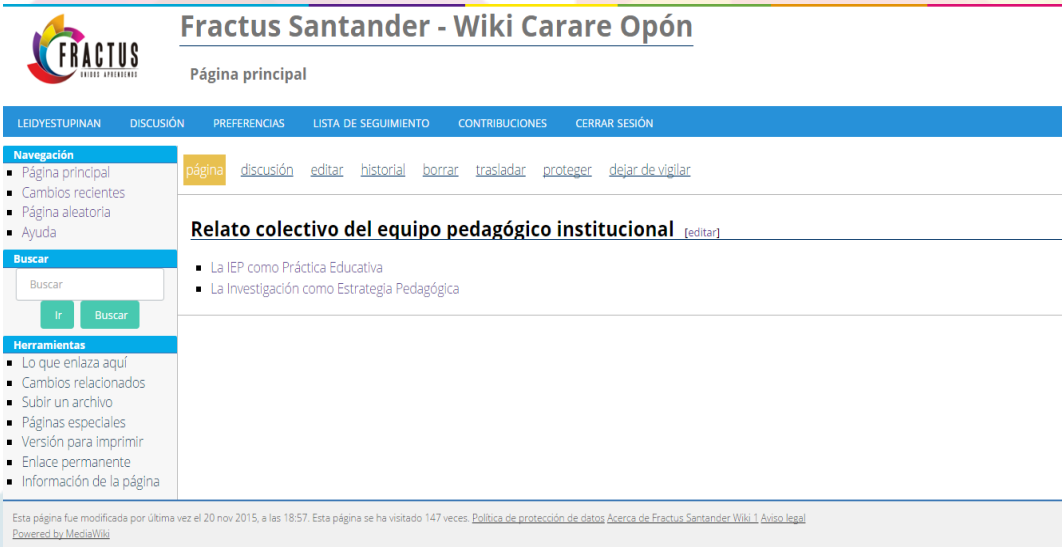 FRACTUS
UNIDOS APRENDEMOS
Fractus Santander - Wiki Carare Opón
Página principal
LEIDYESTUPINAN DISCUSIÓN PREFERENCIAS LISTA DE SEGUIMIENTO CONTRIBUCIONES CERRAR SESIÓN
Navegación
Página principal
Cambios recientes
Página aleatoria
Ayuda
Buscar
Buscar
Ir Buscar
Herramientas
Lo que enlaza aquí
Cambios relacionados
Subir un archivo
Páginas especiales
Versión para imprimir
Enlace permanente
Información de la página
página discusión editar historial borrar trasladar proteger dejar de vigilar
Relato colectivo del equipo pedagógico institucional [editar]
La IEP como Práctica Educativa
La Investigación como Estrategia Pedagógica
Esta página fue modificada por última vez el 20 nov 2015, a las 18:57. Esta página se ha visitado 147 veces. Política de protección de datos Acerca de Fractus Santander Wiki 1 Aviso legal
Powered by MediaWiki